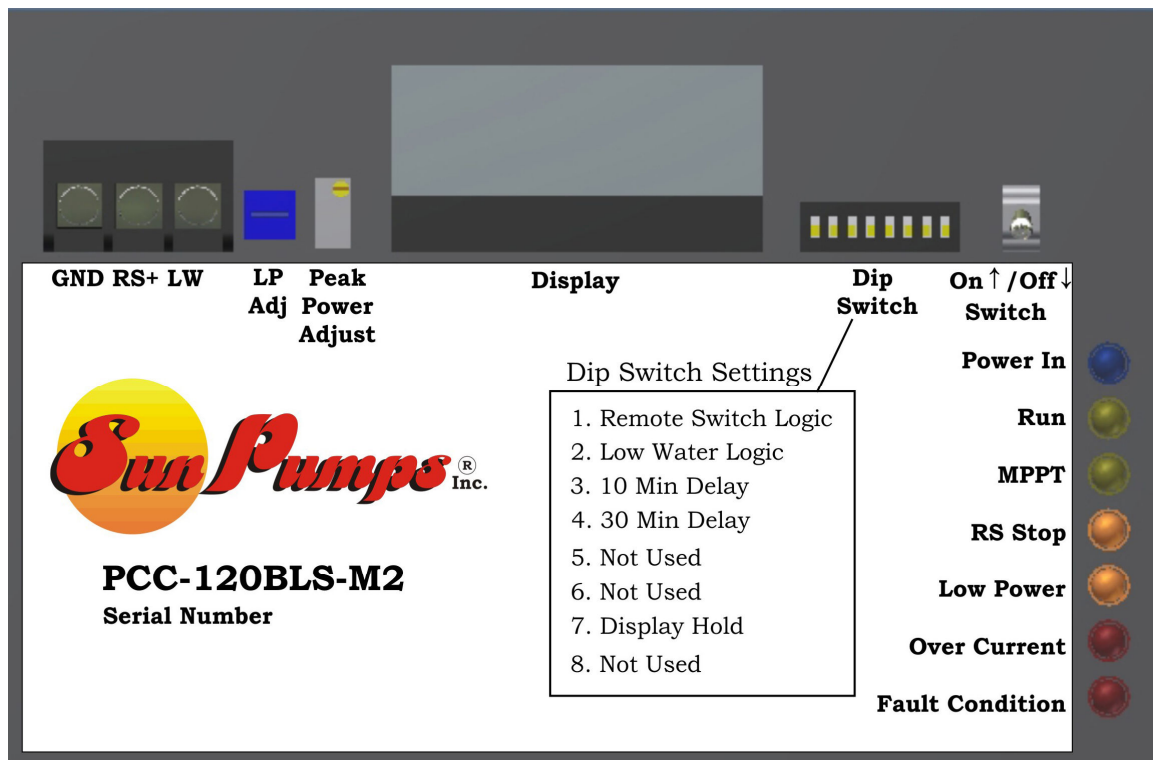 GND RS+ LW
LP
Adj
Peak
Power
Adjust
Display
Dip
Switch
On ↑ /Off ↓
Switch
Power In
Run
MPPT
RS Stop
Low Power
Over Current
Fault Condition
Dip Switch Settings
1. Remote Switch Logic
2. Low Water Logic
3. 10 Min Delay
4. 30 Min Delay
5. Not Used
6. Not Used
7. Display Hold
8. Not Used
Sun Pumps ® Inc.
PCC-120BLS-M2
Serial Number